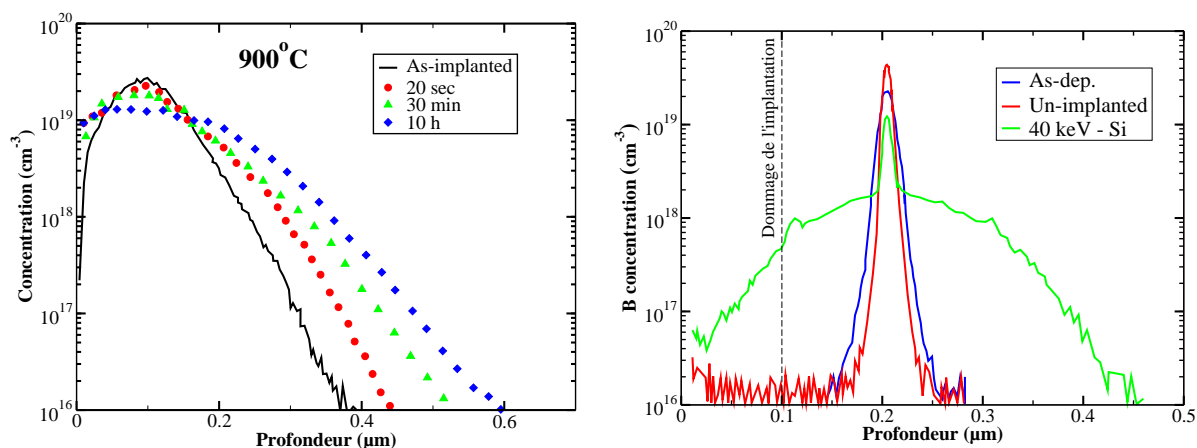 10^20
10^19
10^18
10^17
10^16
Concentration (cm^-3)
900°C
As-implanted
20 sec
30 min
10 h
0
0.2
0.4
0.6
Profondeur (µm)
10^20
10^19
10^18
10^17
10^16
B concentration (cm^-3)
Dommage de l'implantation
As-dep.
Un-implanted
40 keV - Si
0
0.1
0.2
0.3
0.4
0.5
Profondeur (µm)